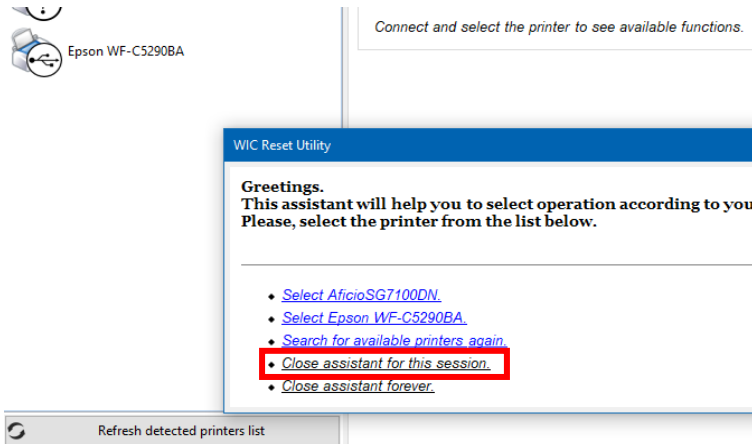 Connect and select the printer to see available functions.
Epson WF-C5290BA
WIC Reset Utility
Greetings.
This assistant will help you to select operation according to you
Please, select the printer from the list below.
Select AficioSG7100DN.
Select Epson WF-C5290BA.
Search for available printers again.
Close assistant for this session.
Close assistant forever.
Refresh detected printers list